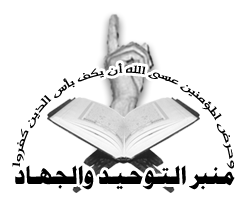 وحرض المؤمنين عسى الله أن يكف بأس الذين كفروا
منبر التوحيد والجهاد